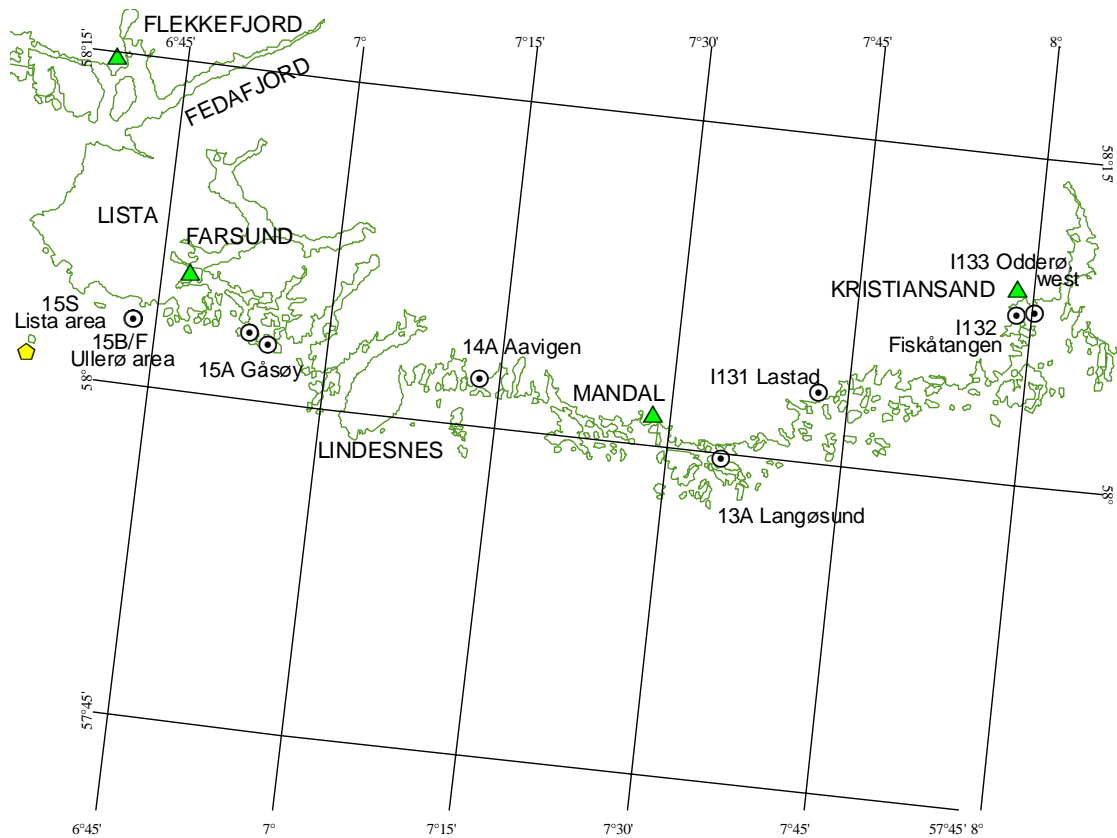 FLEKKEFJORD
58°15'
6°45'
7°
7°15'
7°30'
7°45'
8°
FEDAFJORD
58°15'
LISTA
FARSUND
I133 Odderø,
west
KRISTIANSAND
15S
Lista area
15B/F
Ullerø area
I132
Fiskåtangen
14A Aavigen
15A Gåsøy
I131 Lastad
58°
MANDAL
LINDESNES
58°
13A Langøsund
57°45'
6°45'
7°
7°15'
7°30'
7°45'
57°45'
8°